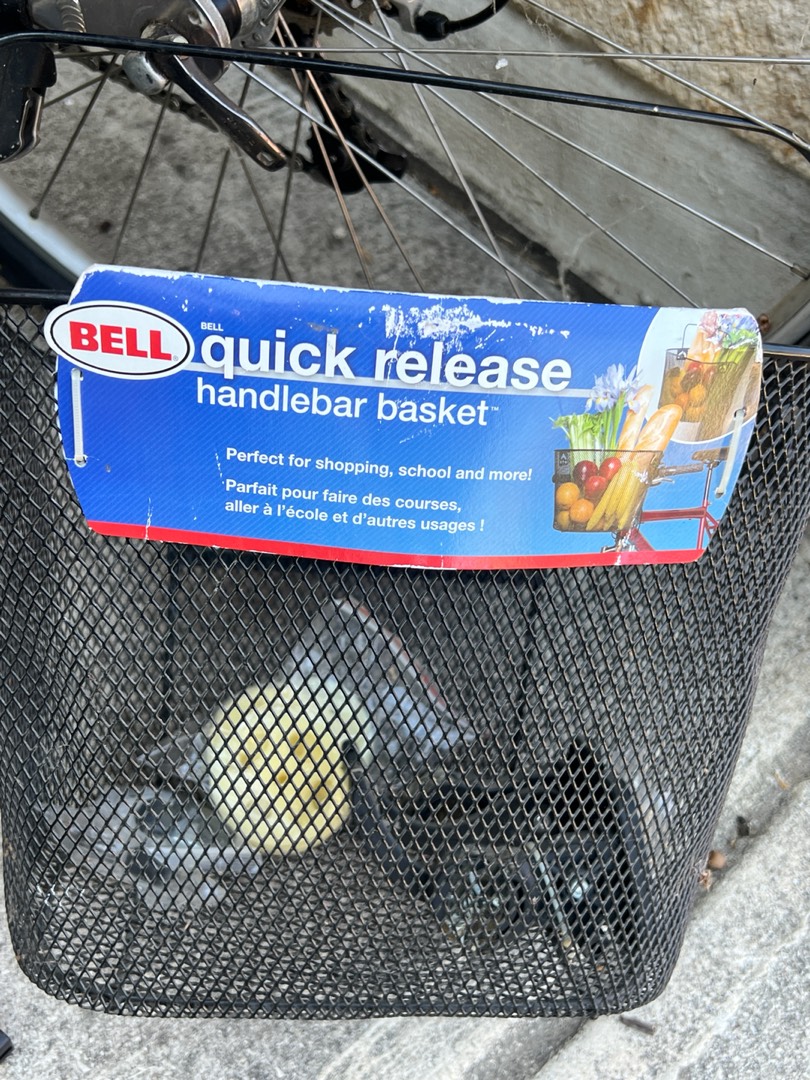 BELL
BELL
quick release
handlebar basket™
Perfect for shopping, school and more!
Parfait pour faire des courses,
aller à l'école et d'autres usages !